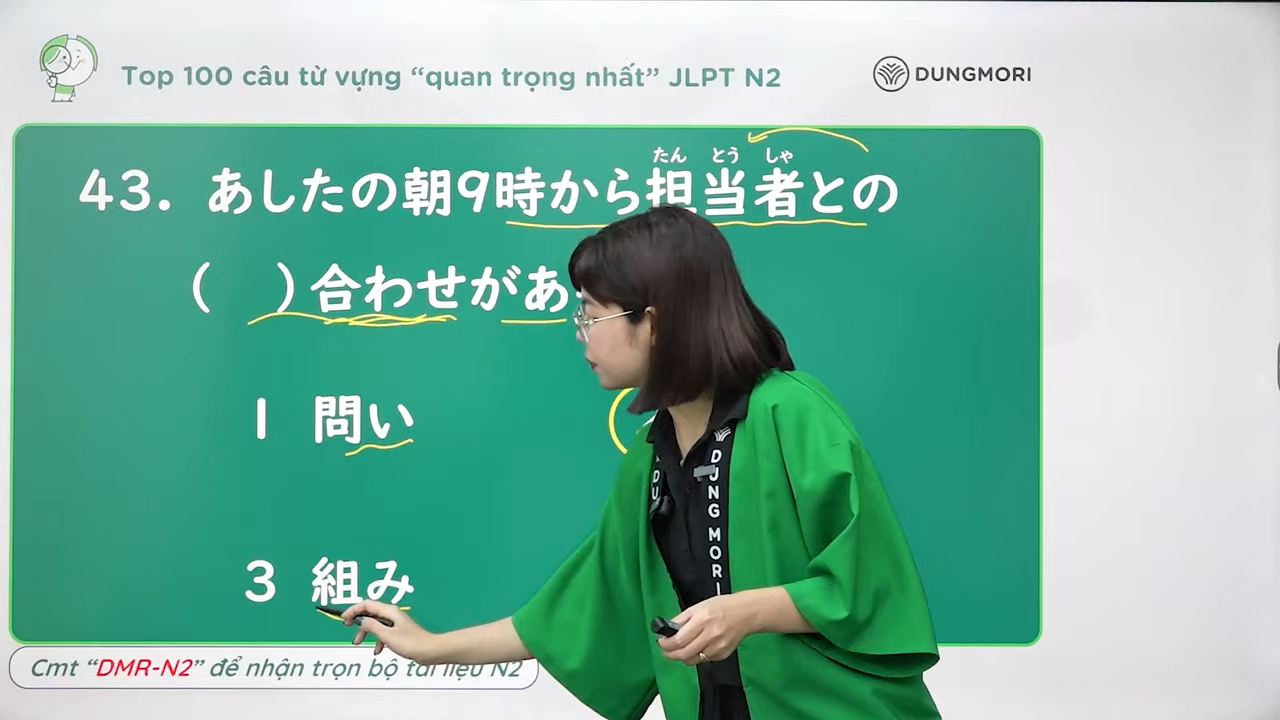 Top 100 câu từ vựng “quan trọng nhất” JLPT N2
DUNGMORI
たん とう しゃ
43. あしたの朝9時から担当者との
( )合わせがあ
1 問い
3 組み
DUNG MORI
Cmt “DMR-N2” để nhận trọn bộ tài liệu N2